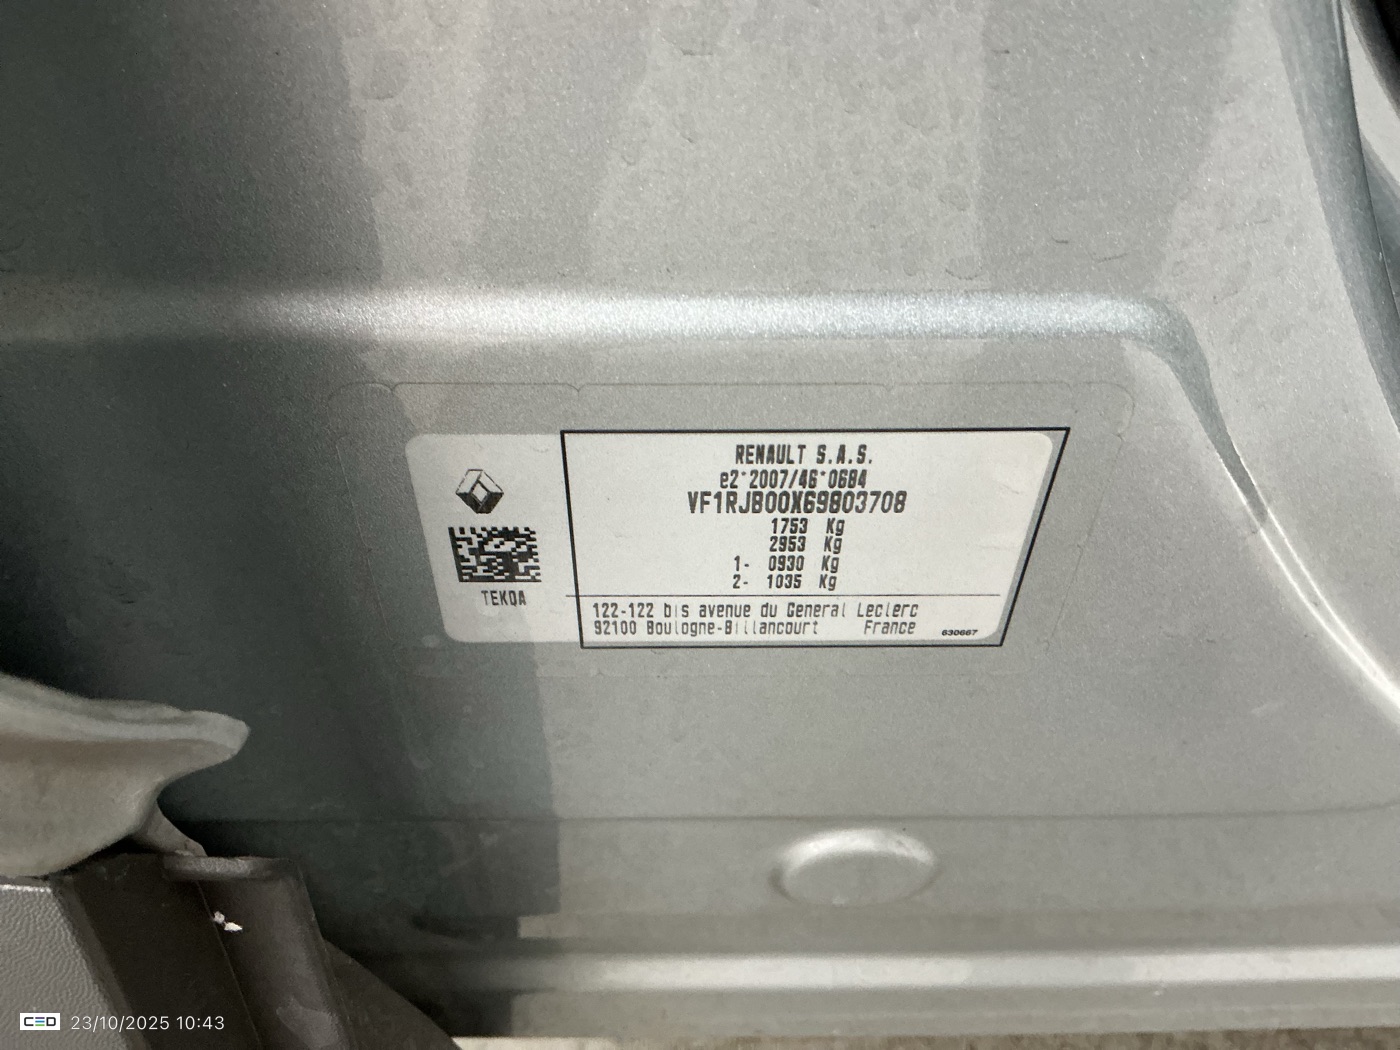 RENAULT S.A.S.
e2*2007/46*0684
VF1RJB00X69803708
1753 Kg
2953 Kg
1- 0930 Kg
2- 1035 Kg
TEKQA
122-122 bis avenue du General Leclerc
92100 Boulogne-Billancourt France
630667
CED 23/10/2025 10:43